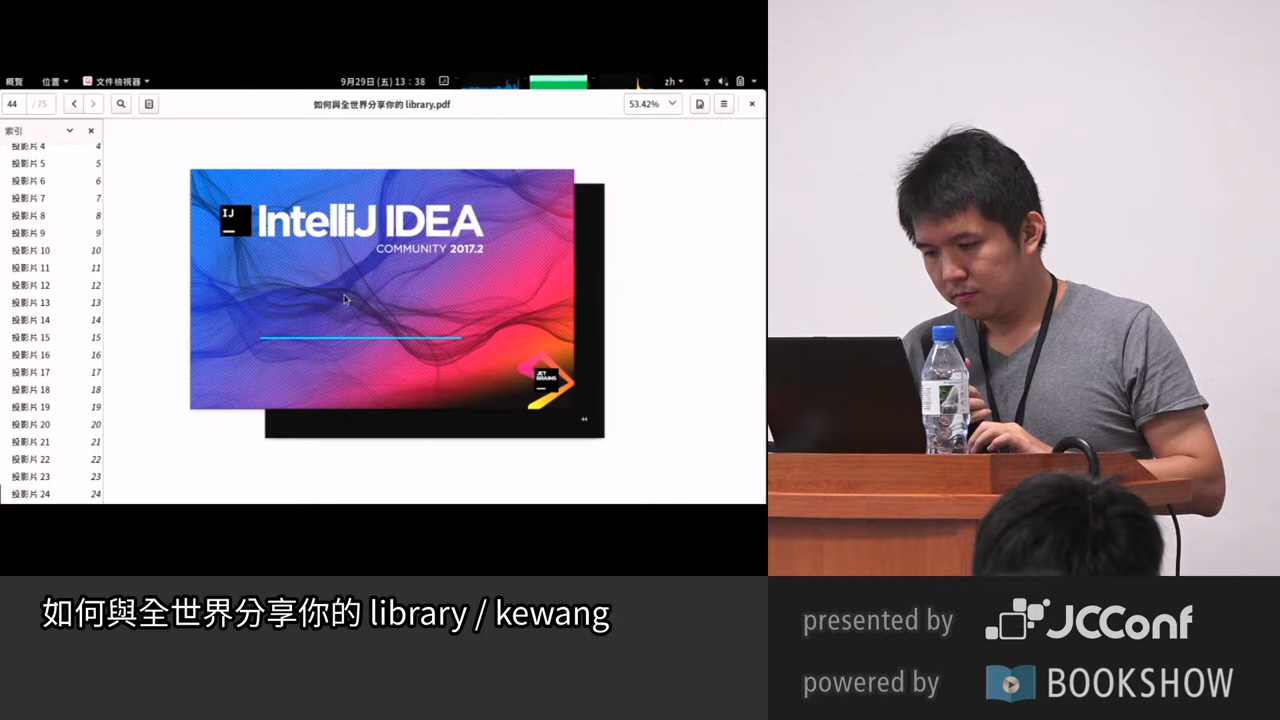 概覽 位置 文件檢視器 9月29日 (五) 13：38 zh
44 / 75 如何與全世界分享你的 library.pdf 53.42%
索引
投影片 4 4
投影片 5 5
投影片 6 6
投影片 7 7
投影片 8 8
投影片 9 9
投影片 10 10
投影片 11 11
投影片 12 12
投影片 13 13
投影片 14 14
投影片 15 15
投影片 16 16
投影片 17 17
投影片 18 18
投影片 19 19
投影片 20 20
投影片 21 21
投影片 22 22
投影片 23 23
投影片 24 24
IJ
IntelliJ IDEA
COMMUNITY 2017.2
JET
BRAINS
44
如何與全世界分享你的 library / kewang
presented by JCConf
powered by BOOKSHOW